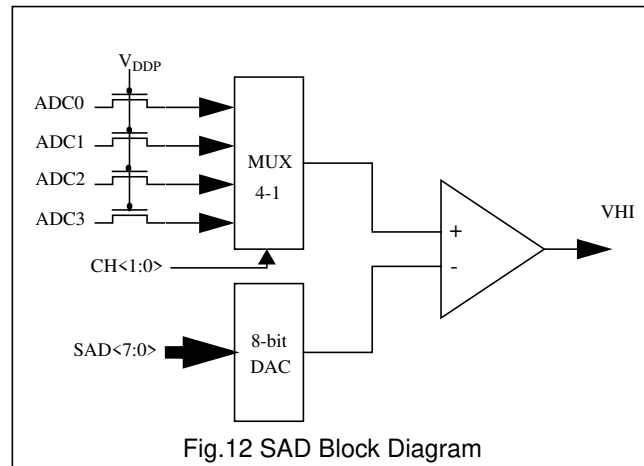 V_DDP
ADC0
ADC1
ADC2
ADC3
MUX
4-1
CH<1:0>
+
-
VHI
SAD<7:0>
8-bit
DAC
Fig.12 SAD Block Diagram